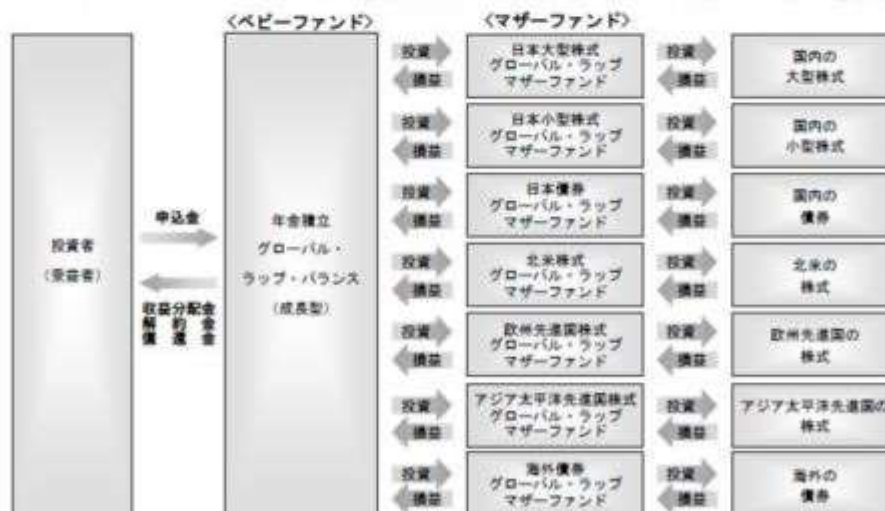 〈ベビーファンド〉
〈マザーファンド〉
投資者
(受益者)
申込金
収益分配金
解約金
償還金
年金積立
グローバル・
ラップ・バランス
(成長型)
投資
損益
日本大型株式
グローバル・ラップ
マザーファンド
投資
損益
国内の
大型株式
投資
損益
日本小型株式
グローバル・ラップ
マザーファンド
投資
損益
国内の
小型株式
投資
損益
日本債券
グローバル・ラップ
マザーファンド
投資
損益
国内の
債券
投資
損益
北米株式
グローバル・ラップ
マザーファンド
投資
損益
北米の
株式
投資
損益
欧州先進国株式
グローバル・ラップ
マザーファンド
投資
損益
欧州先進国の
株式
投資
損益
アジア太平洋先進国株式
グローバル・ラップ
マザーファンド
投資
損益
アジア太平洋先進国の
株式
投資
損益
海外債券
グローバル・ラップ
マザーファンド
投資
損益
海外の
債券